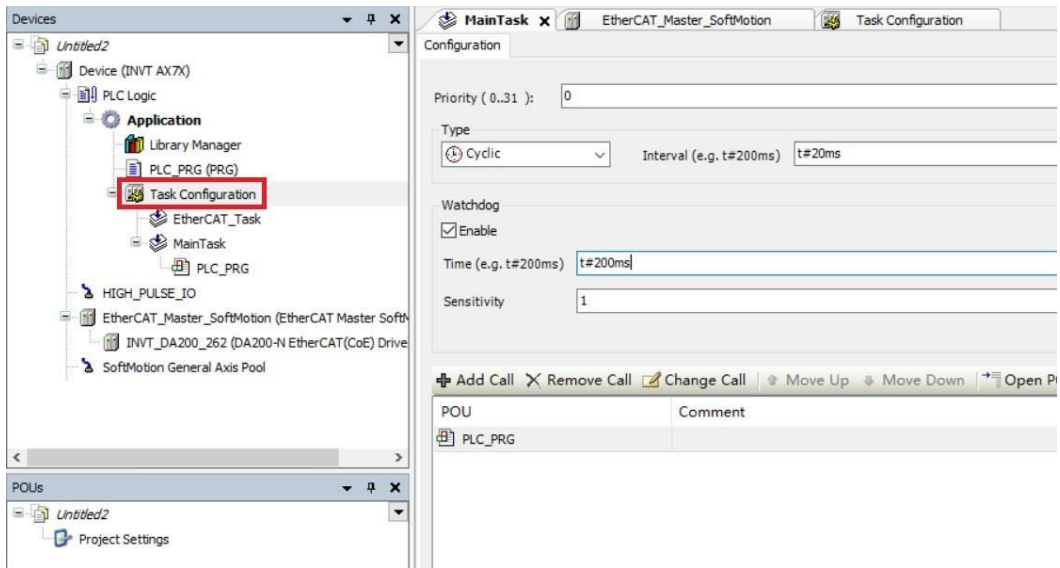 Devices
Untitled2
Device (INVT AX7X)
PLC Logic
Application
Library Manager
PLC_PRG (PRG)
Task Configuration
EtherCAT_Task
MainTask
PLC_PRG
HIGH_PULSE_IO
EtherCAT_Master_SoftMotion (EtherCAT Master Soft
INVT_DA200_262 (DA200-N EtherCAT(CoE) Drive
SoftMotion General Axis Pool
POUs
Untitled2
Project Settings
MainTask EtherCAT_Master_SoftMotion Task Configuration
Configuration
Priority ( 0..31 ): 0
Type
Cyclic Interval (e.g. t#200ms) t#20ms
Watchdog
Enable
Time (e.g. t#200ms) t#200ms
Sensitivity 1
Add Call Remove Call Change Call Move Up Move Down Open P
POU Comment
PLC_PRG